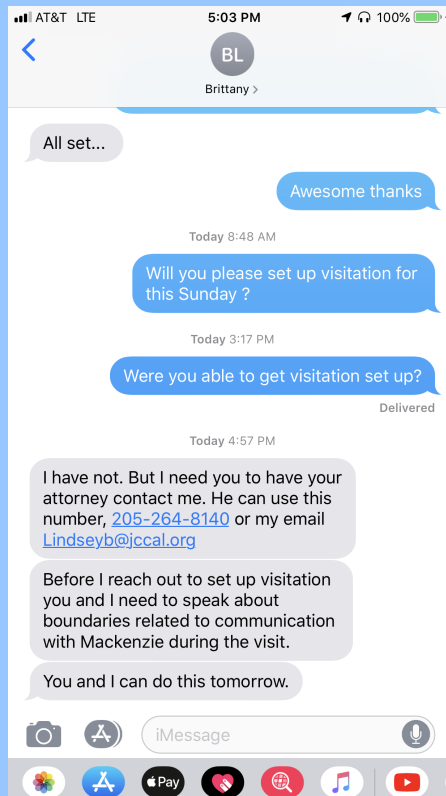 AT&T LTE 5:03 PM 100%
BL
Brittany >
All set...
Awesome thanks
Today 8:48 AM
Will you please set up visitation for
this Sunday ?
Today 3:17 PM
Were you able to get visitation set up?
Delivered
Today 4:57 PM
I have not. But I need you to have your
attorney contact me. He can use this
number, 205-264-8140 or my email
Lindseyb@jccal.org
Before I reach out to set up visitation
you and I need to speak about
boundaries related to communication
with Mackenzie during the visit.
You and I can do this tomorrow.
iMessage
Pay